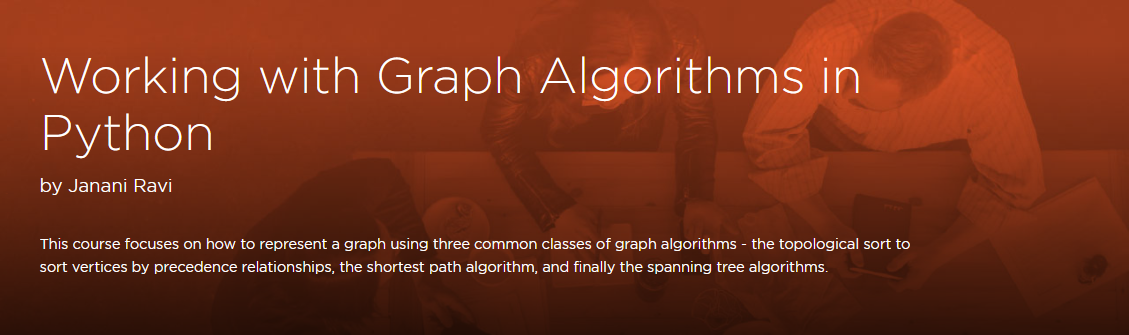 Working with Graph Algorithms in
Python
by Janani Ravi
This course focuses on how to represent a graph using three common classes of graph algorithms - the topological sort to
sort vertices by precedence relationships, the shortest path algorithm, and finally the spanning tree algorithms.